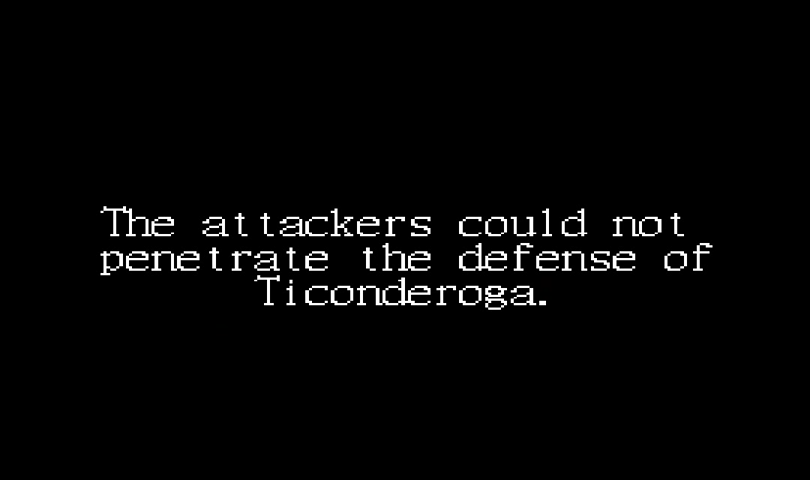 The attackers could not
penetrate the defense of
Ticonderoga.